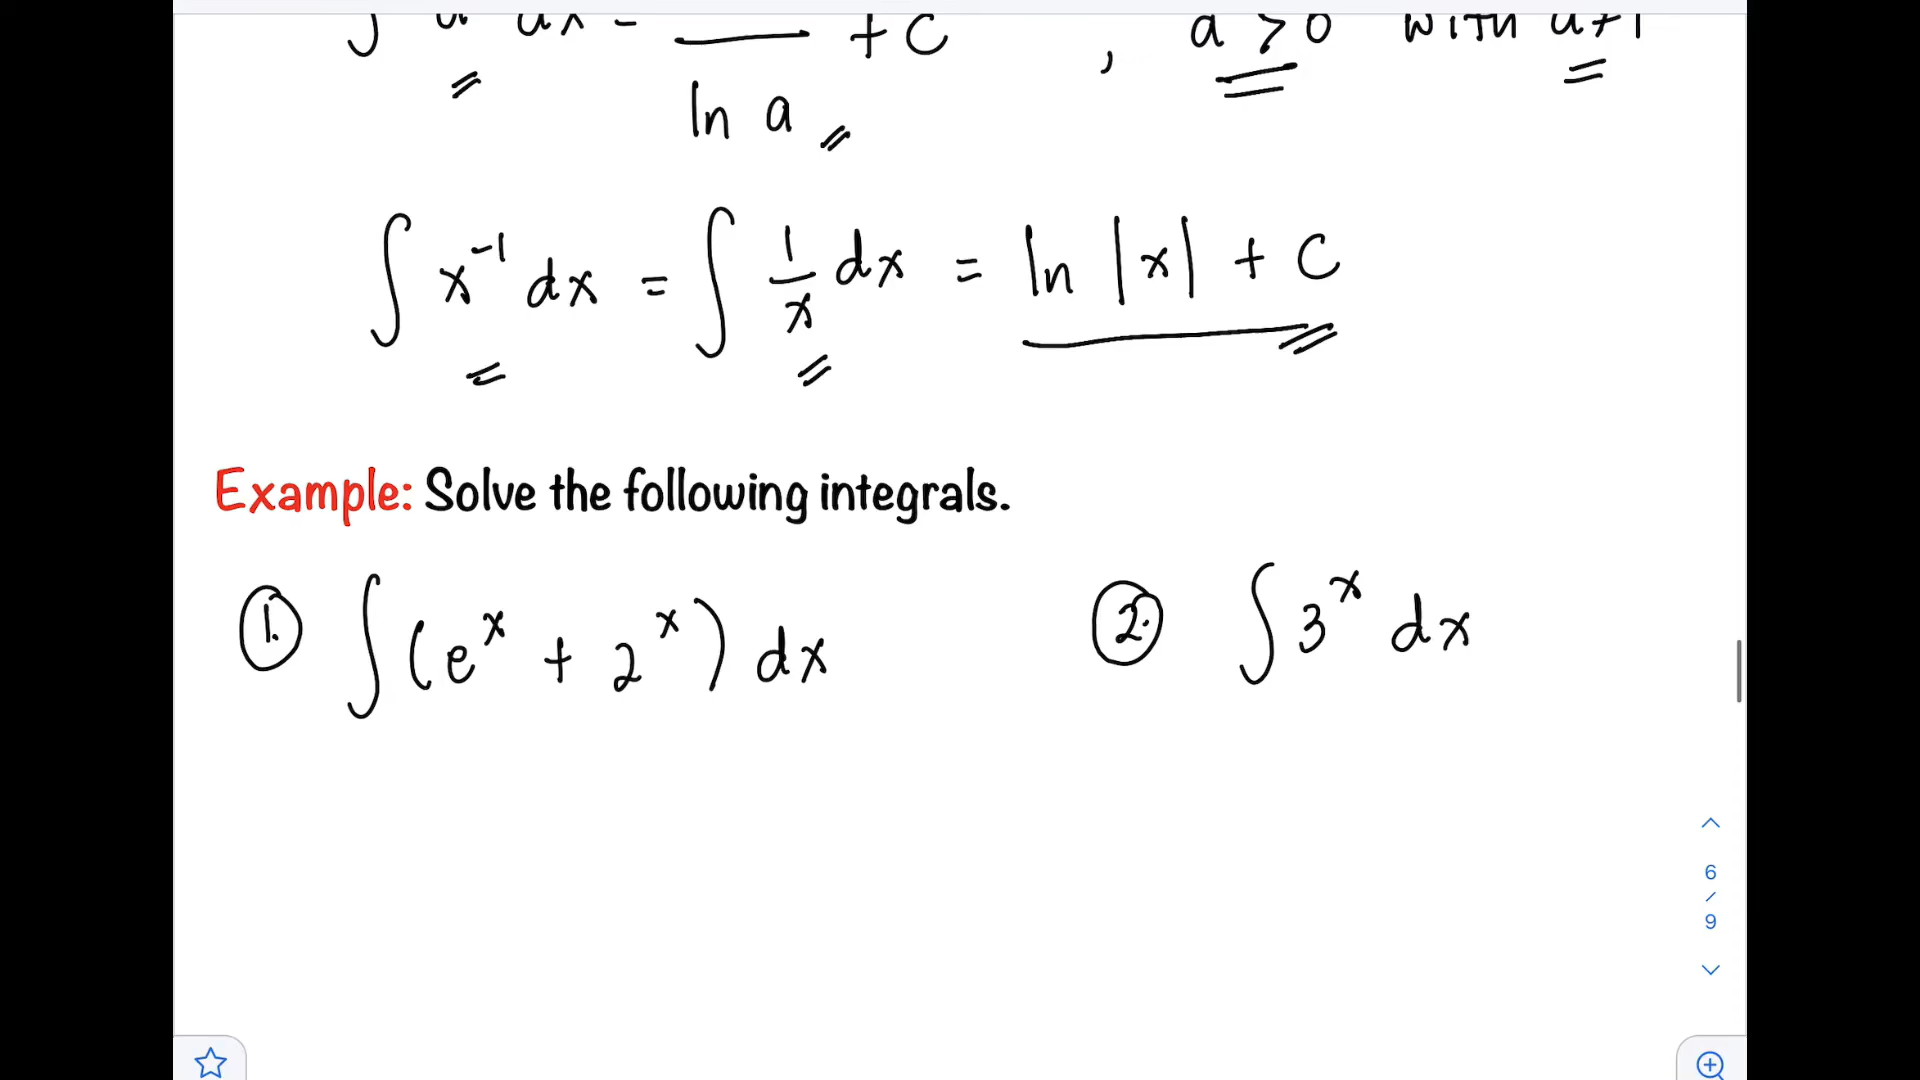 ∫ dx = + C , a > 0 with a ≠ 1
ln a
∫ x⁻¹ dx = ∫ 1/x dx = ln |x| + C
Example: Solve the following integrals.
1. ∫ (eˣ + 2ˣ) dx
2. ∫ 3ˣ dx
6
/
9